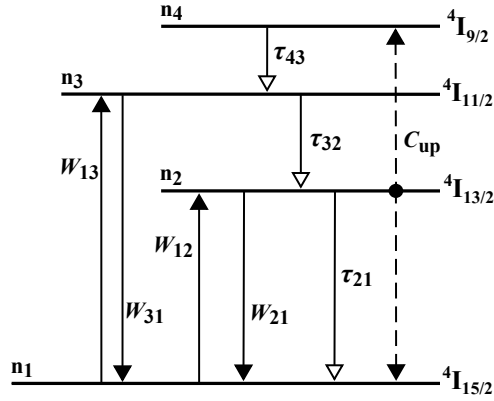 n₄ ⁴I₉/₂
τ₄₃
n₃ ⁴I₁₁/₂
W₁₃ τ₃₂ C_up
n₂ ⁴I₁₃/₂
W₁₂
W₃₁ W₂₁ τ₂₁
n₁ ⁴I₁₅/₂